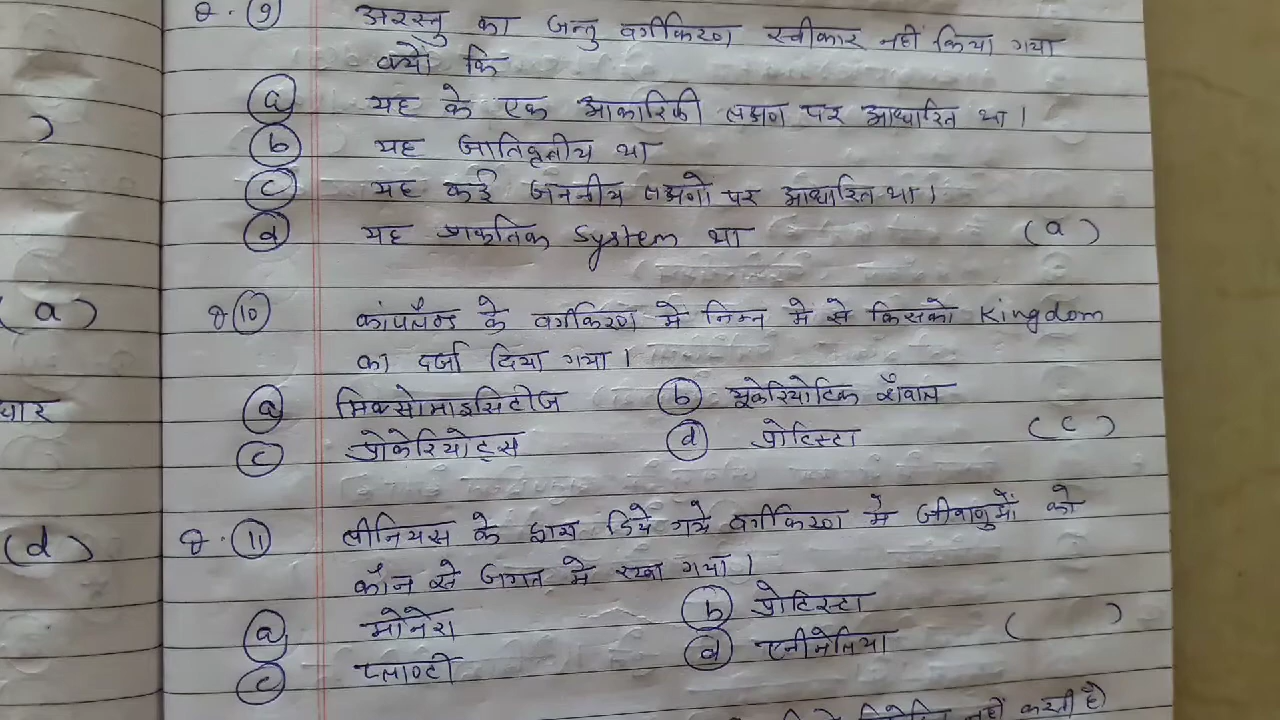 Q. (9) अरस्तु का जन्तु वर्गीकरण स्वीकार नहीं किया गया
क्यो कि
(a) यह के एक आकारिकी लक्षण पर आधारित था।
)
(b) यह जातिवृतीय था
(c) यह कई जननीय लक्षणो पर आधारित था।
(d) यह प्राकृतिक System था (a)
(a) Q (10) कांपलैन्ड के वर्गीकरण मे निम्न मे से किसको Kingdom
का दर्जा दिया गया।
चार (a) मिक्सोमाइसिटीज (b) यूकेरियोटिक शैवाल
(c) प्रोकेरियोट्स (d) प्रोटिस्टा (c)
(d) Q. (11) लीनियस के द्वारा दिये गये वर्गीकरण मे जीवाणुओं को
कौन से जगत मे रखा गया।
(a) मोनेरा (b) प्रोटिस्टा
(c) प्लाण्टी (d) एनीमेलिया ( )
नहीं करती है